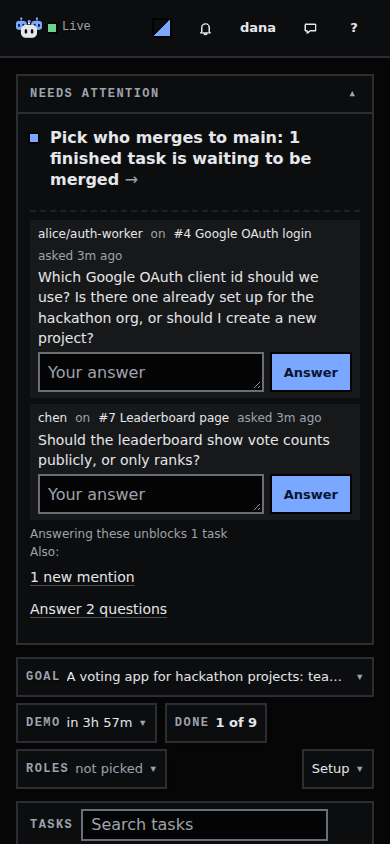 Live
dana
?
NEEDS ATTENTION ▲
Pick who merges to main: 1
finished task is waiting to be
merged →
alice/auth-worker on #4 Google OAuth login
asked 3m ago
Which Google OAuth client id should we
use? Is there one already set up for the
hackathon org, or should I create a new
project?
Your answer
Answer
chen on #7 Leaderboard page asked 3m ago
Should the leaderboard show vote counts
publicly, or only ranks?
Your answer
Answer
Answering these unblocks 1 task
Also:
1 new mention
Answer 2 questions
GOAL A voting app for hackathon projects: tea... ▼
DEMO in 3h 57m ▼
DONE 1 of 9
ROLES not picked ▼
Setup ▼
TASKS
Search tasks